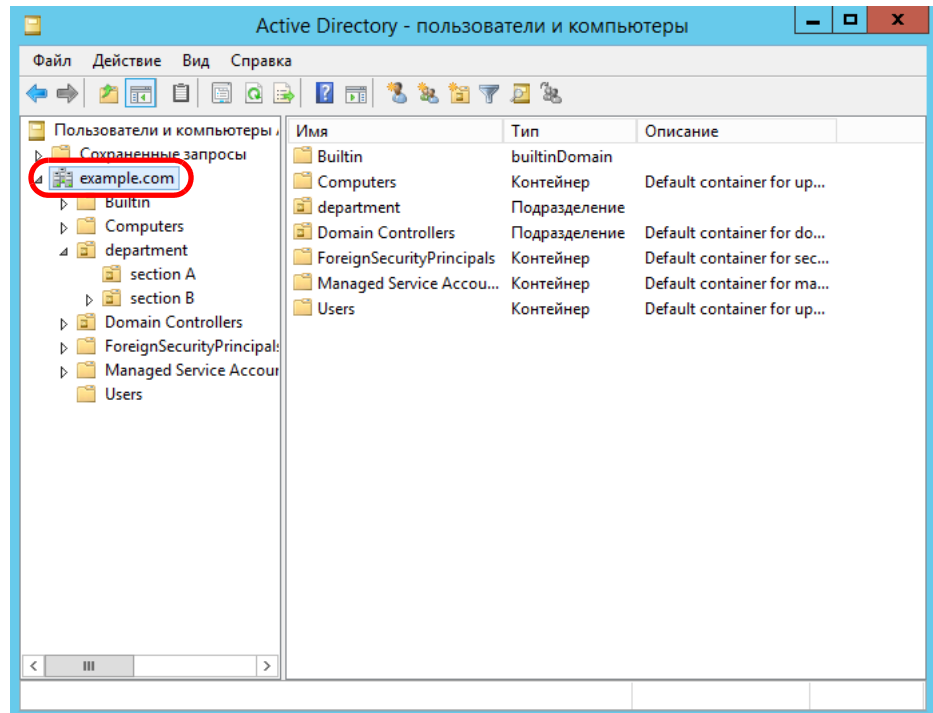 Active Directory - пользователи и компьютеры
Файл Действие Вид Справка
Пользователи и компьютеры
Сохраненные запросы
example.com
Builtin
Computers
department
section A
section B
Domain Controllers
ForeignSecurityPrincipals
Managed Service Accoun
Users
Имя Тип Описание
Builtin builtinDomain
Computers Контейнер Default container for up...
department Подразделение
Domain Controllers Подразделение Default container for do...
ForeignSecurityPrincipals Контейнер Default container for sec...
Managed Service Accou... Контейнер Default container for ma...
Users Контейнер Default container for up...